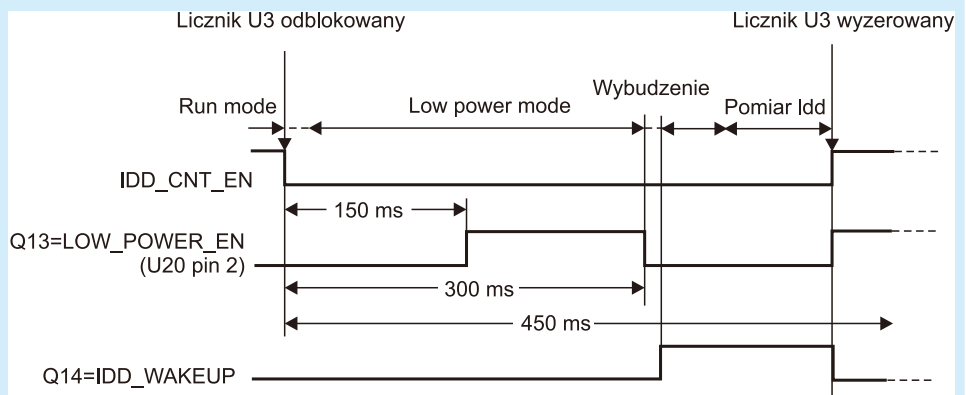 Licznik U3 odblokowany
Licznik U3 wyzerowany
Run mode
Low power mode
Wybudzenie
Pomiar Idd
IDD_CNT_EN
150 ms
Q13=LOW_POWER_EN
(U20 pin 2)
300 ms
450 ms
Q14=IDD_WAKEUP